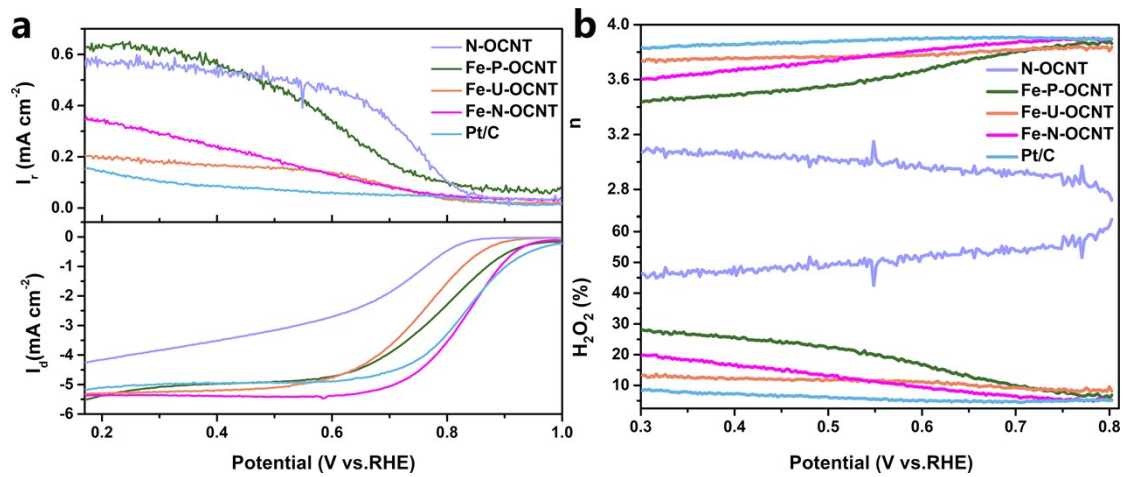 a
0.6
0.4
0.2
0.0
I_r (mA cm⁻²)
N-OCNT
Fe-P-OCNT
Fe-U-OCNT
Fe-N-OCNT
Pt/C
0
-1
-2
-3
-4
-5
-6
I_d(mA cm⁻²)
0.2 0.4 0.6 0.8 1.0
Potential (V vs.RHE)
b
4.0
3.6
3.2
2.8
n
N-OCNT
Fe-P-OCNT
Fe-U-OCNT
Fe-N-OCNT
Pt/C
60
50
40
30
20
10
H₂O₂ (%)
0.3 0.4 0.5 0.6 0.7 0.8
Potential (V vs.RHE)